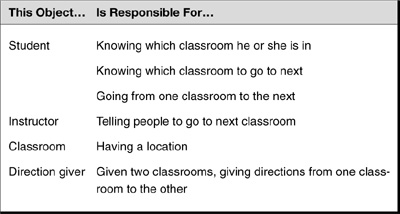 This Object... Is Responsible For...
Student Knowing which classroom he or she is in
Knowing which classroom to go to next
Going from one classroom to the next
Instructor Telling people to go to next classroom
Classroom Having a location
Direction giver Given two classrooms, giving directions from one class-
room to the other